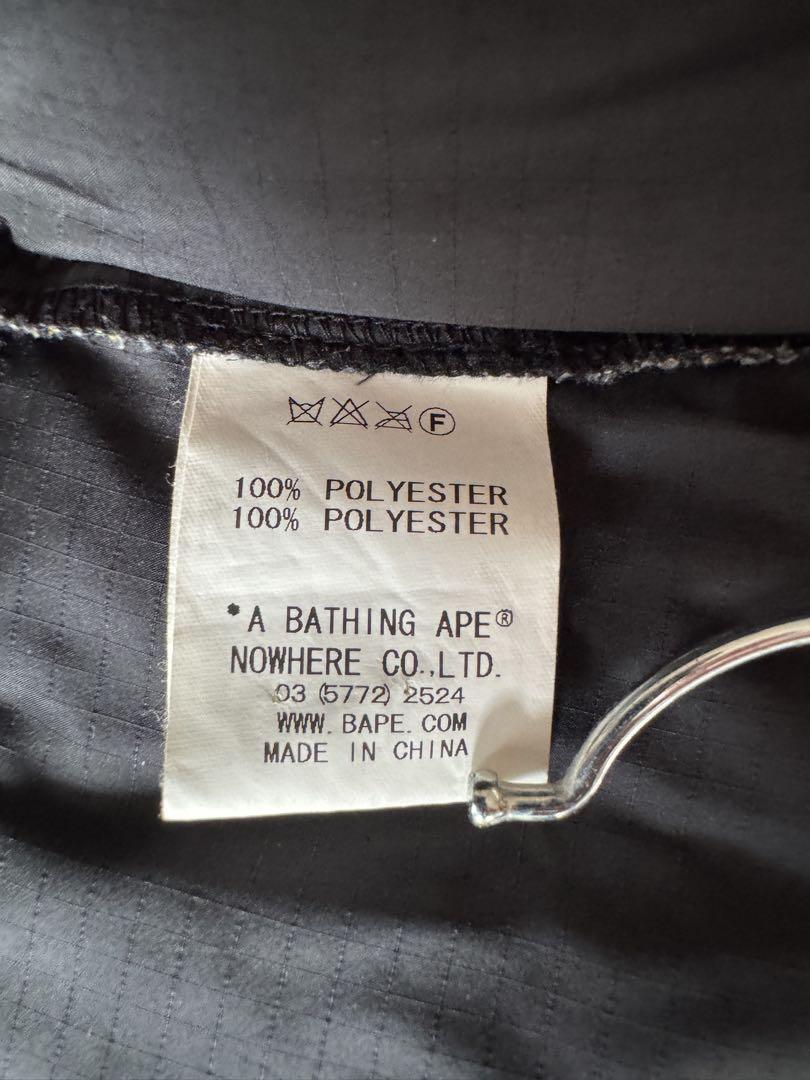 F
100% POLYESTER
100% POLYESTER
*A BATHING APE®
NOWHERE CO.,LTD.
03 (5772) 2524
WWW.BAPE.COM
MADE IN CHINA